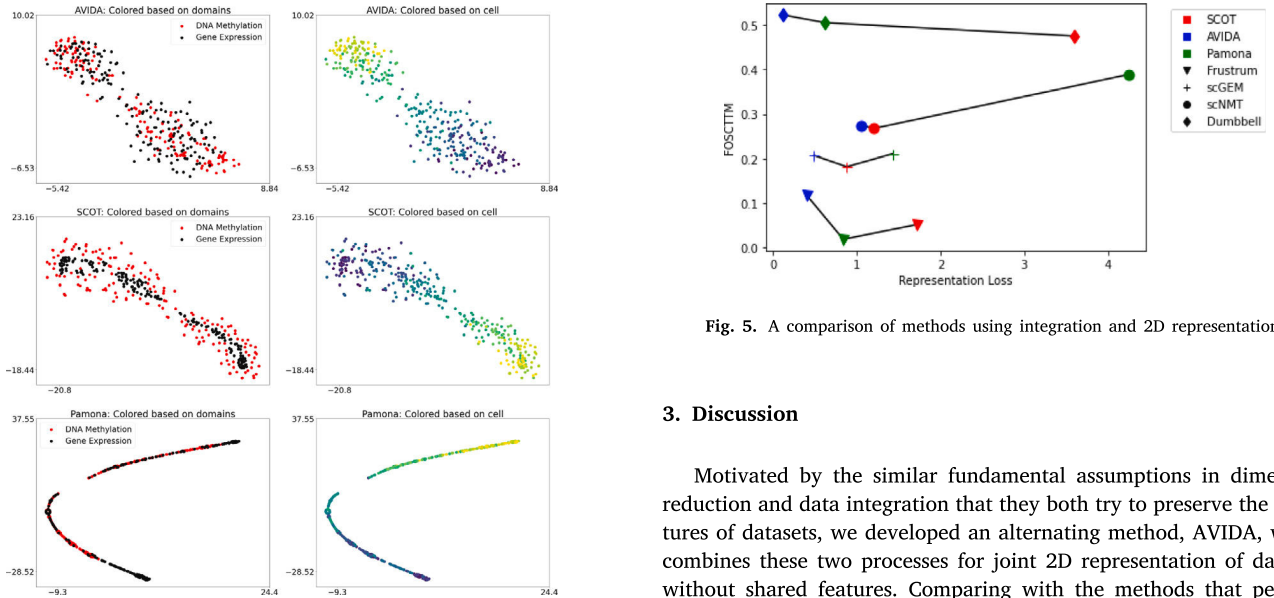 AVIDA: Colored based on domains
10.02
DNA Methylation
Gene Expression
−6.53
−5.42
8.84
AVIDA: Colored based on cell
10.02
−6.53
−5.42
8.84
SCOT: Colored based on domains
23.16
DNA Methylation
Gene Expression
−18.44
−20.8
SCOT: Colored based on cell
23.16
−18.44
−20.8
Pamona: Colored based on domains
37.55
DNA Methylation
Gene Expression
−28.52
−9.3
24.4
Pamona: Colored based on cell
37.55
−28.52
−9.3
24.4
FOSCTTM
0.5
0.4
0.3
0.2
0.1
0.0
0 1 2 3 4
Representation Loss
SCOT
AVIDA
Pamona
Frustrum
scGEM
scNMT
Dumbbell
Fig. 5. A comparison of methods using integration and 2D representation
3. Discussion
Motivated by the similar fundamental assumptions in dime
reduction and data integration that they both try to preserve the
tures of datasets, we developed an alternating method, AVIDA, w
combines these two processes for joint 2D representation of da
without shared features. Comparing with the methods that pe